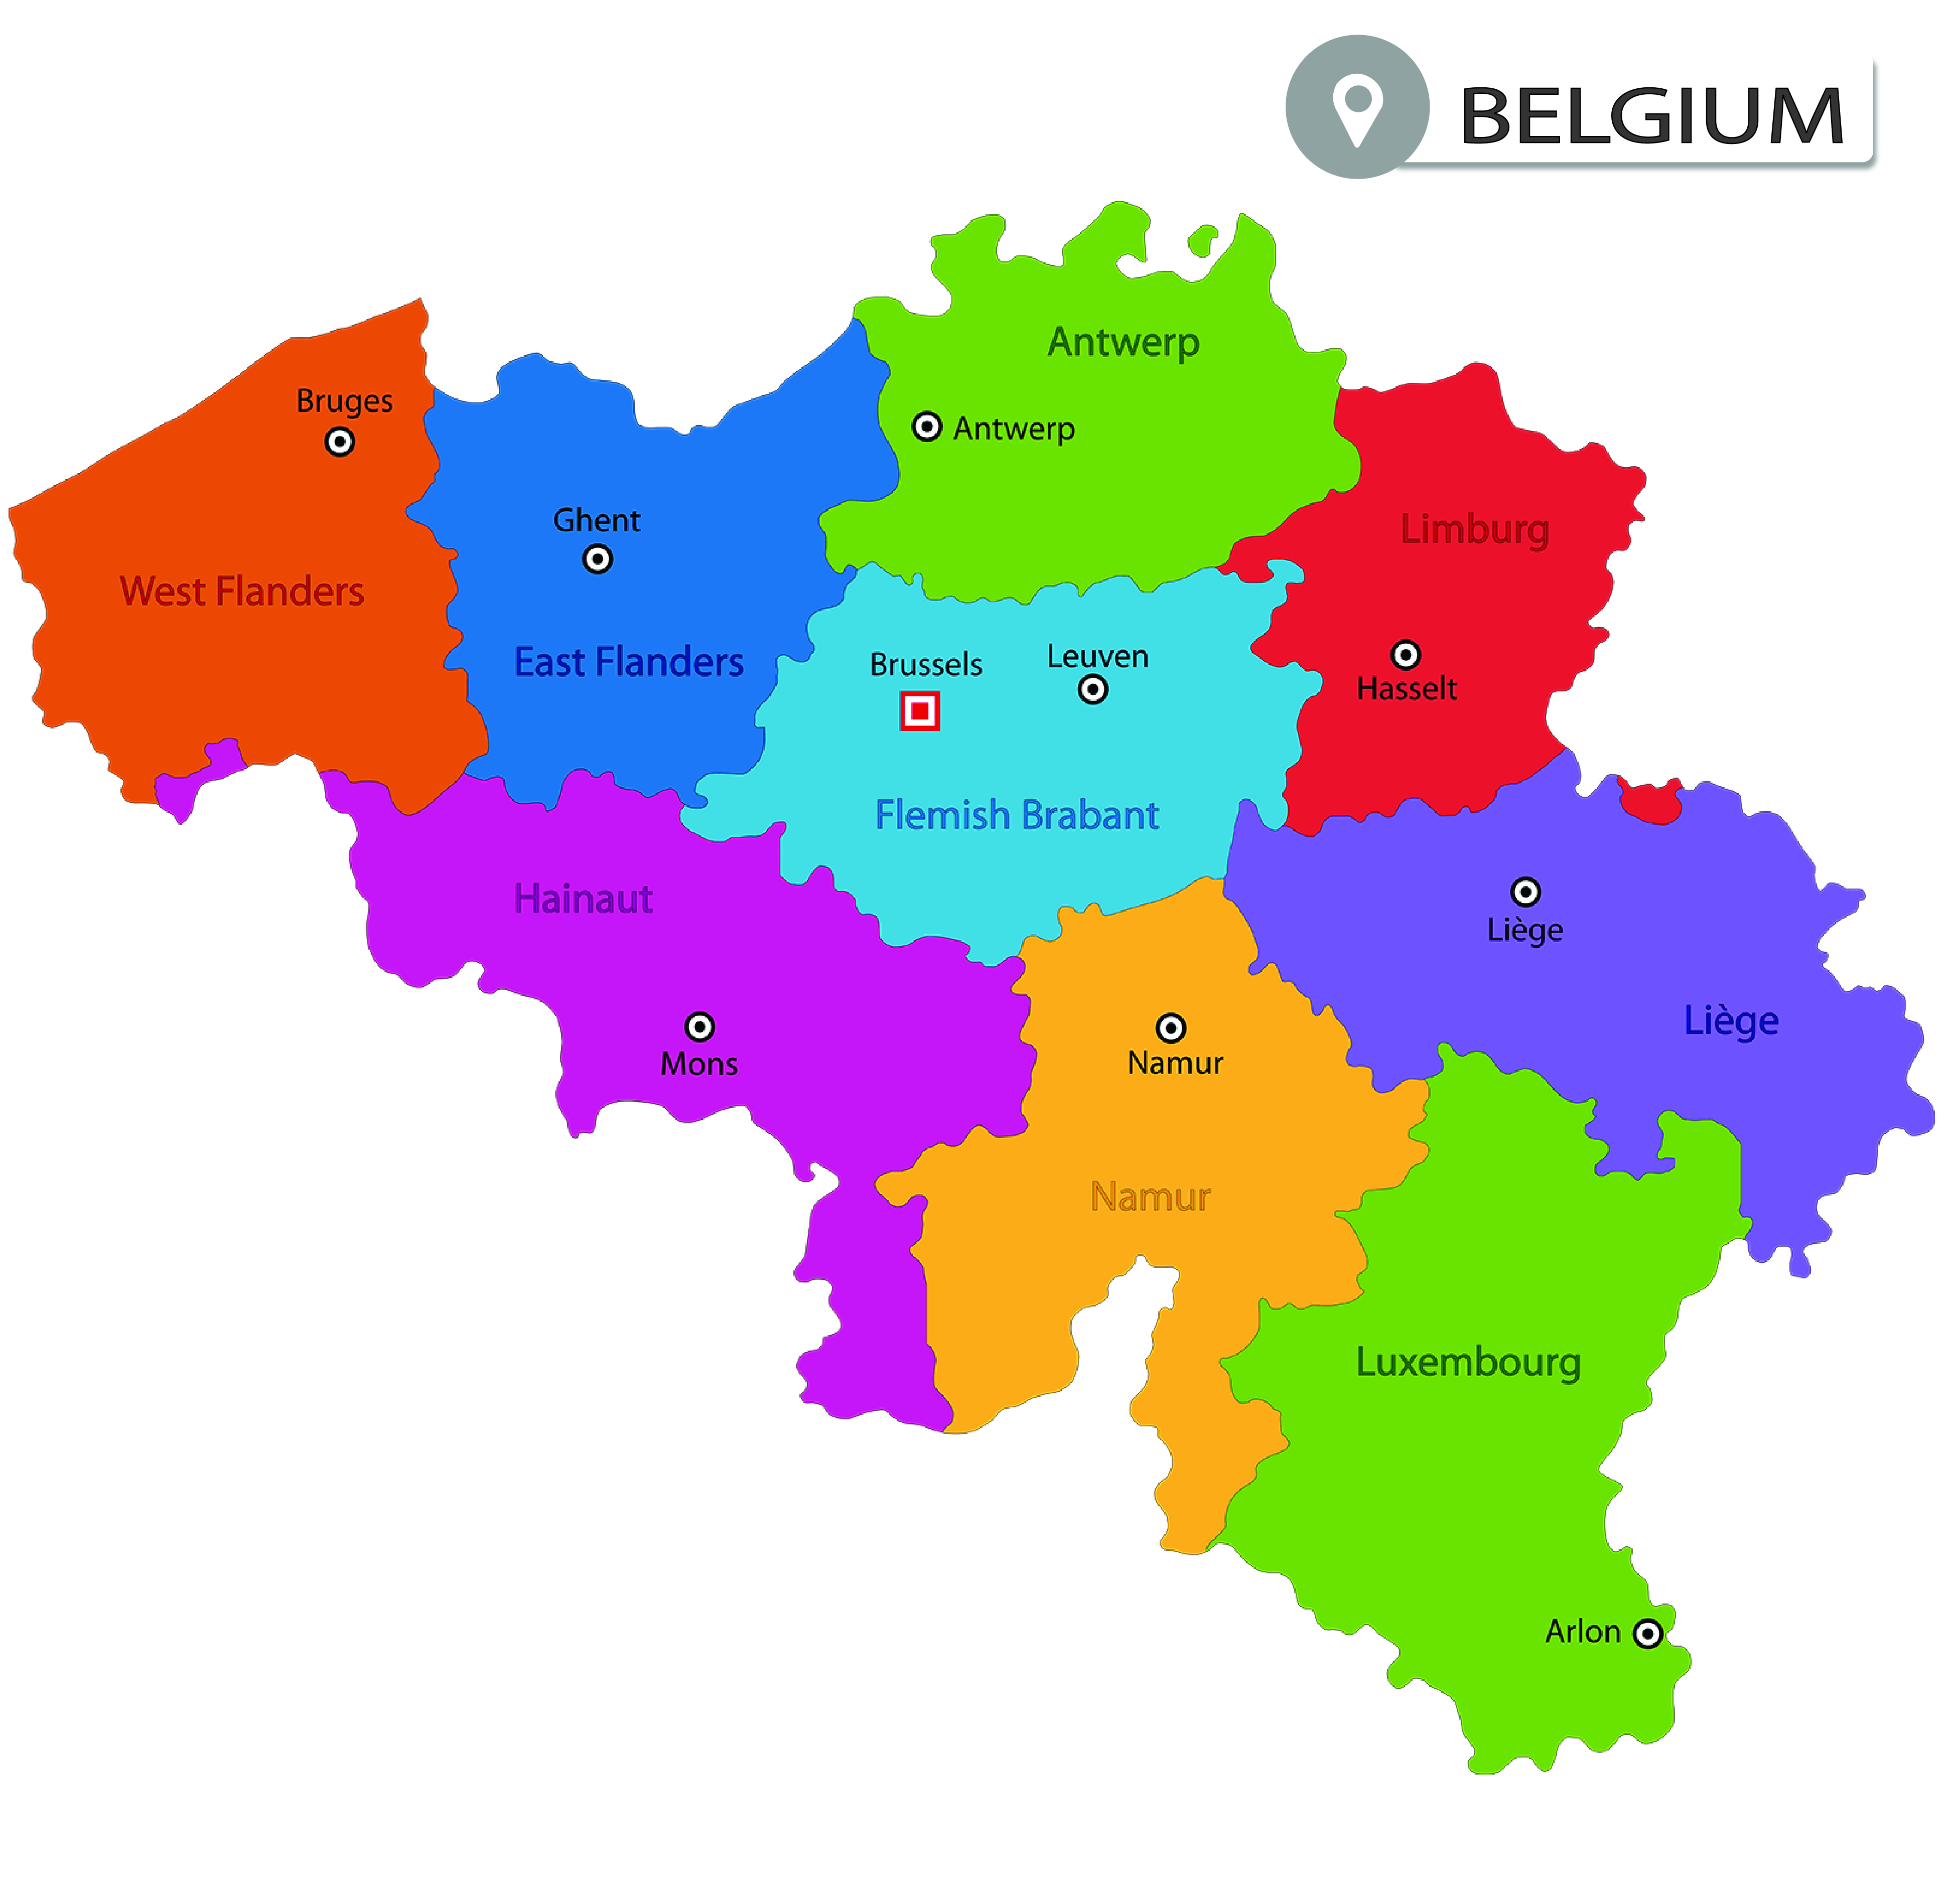 BELGIUM
Antwerp
Bruges
Antwerp
Ghent
Limburg
West Flanders
East Flanders
Brussels
Leuven
Hasselt
Flemish Brabant
Hainaut
Liège
Liège
Mons
Namur
Namur
Luxembourg
Arlon